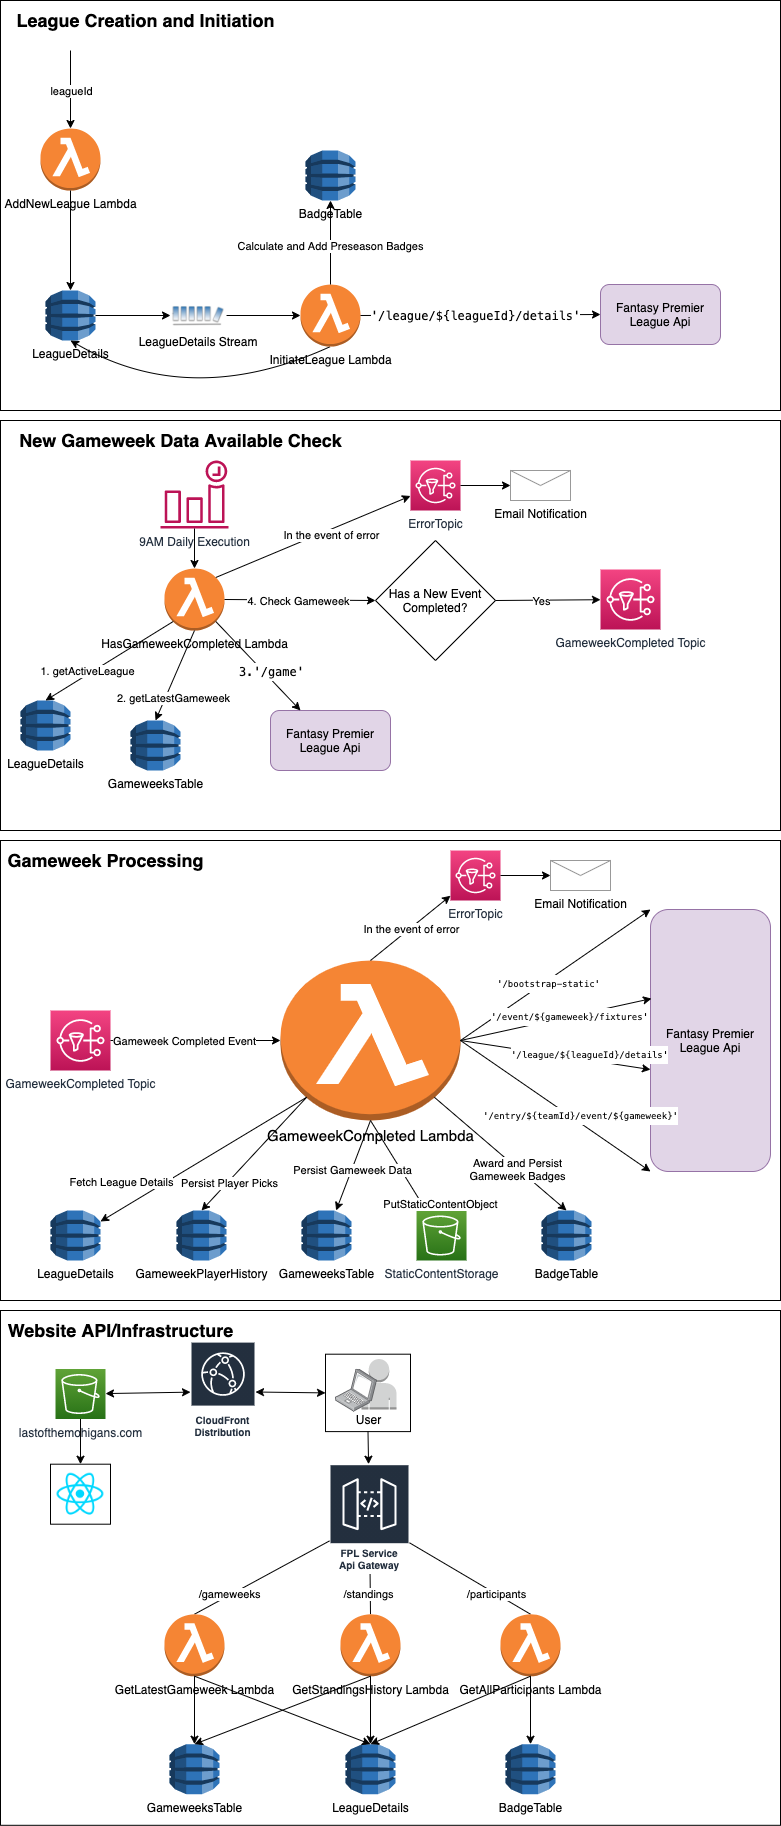 League Creation and Initiation
leagueId
AddNewLeague Lambda
BadgeTable
Calculate and Add Preseason Badges
LeagueDetails
LeagueDetails Stream
InitiateLeague Lambda
'/league/${leagueId}/details'
Fantasy Premier
League Api
New Gameweek Data Available Check
9AM Daily Execution
In the event of error
ErrorTopic
Email Notification
HasGameweekCompleted Lambda
4. Check Gameweek
Has a New Event
Completed?
Yes
GameweekCompleted Topic
1. getActiveLeague
2. getLatestGameweek
3.'/game'
LeagueDetails
GameweeksTable
Fantasy Premier
League Api
Gameweek Processing
ErrorTopic
Email Notification
In the event of error
GameweekCompleted Topic
Gameweek Completed Event
GameweekCompleted Lambda
'/bootstrap-static'
'/event/${gameweek}/fixtures'
'/league/${leagueId}/details'
'/entry/${teamId}/event/${gameweek}'
Fantasy Premier
League Api
Fetch League Details
Persist Player Picks
Persist Gameweek Data
PutStaticContentObject
Award and Persist
Gameweek Badges
LeagueDetails
GameweekPlayerHistory
GameweeksTable
StaticContentStorage
BadgeTable
Website API/Infrastructure
lastofthemohigans.com
CloudFront
Distribution
User
FPL Service
Api Gateway
/gameweeks
/standings
/participants
GetLatestGameweek Lambda
GetStandingsHistory Lambda
GetAllParticipants Lambda
GameweeksTable
LeagueDetails
BadgeTable